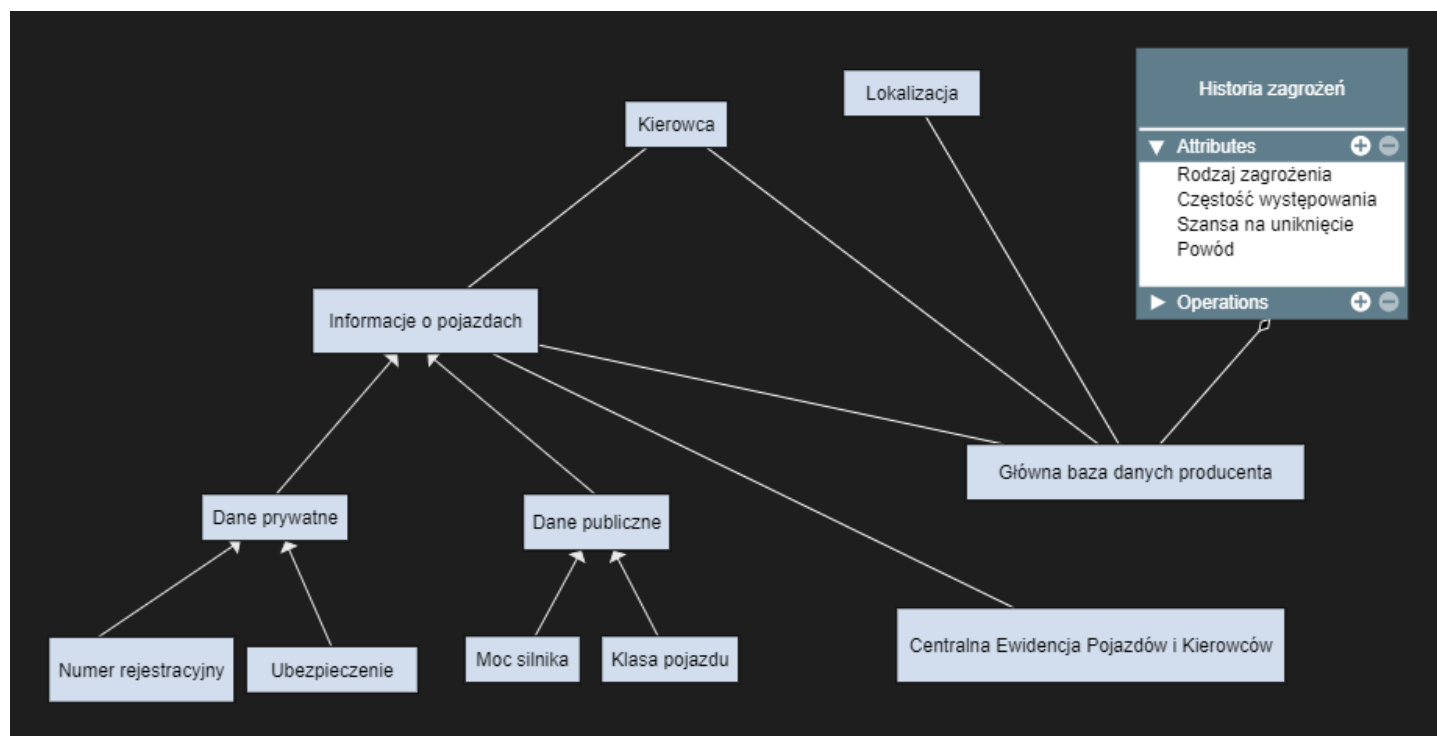 Historia zagrożeń
Lokalizacja
Kierowca
Attributes
Rodzaj zagrożenia
Częstość występowania
Szansa na uniknięcie
Powód
Operations
Informacje o pojazdach
Główna baza danych producenta
Dane prywatne
Dane publiczne
Centralna Ewidencja Pojazdów i Kierowców
Numer rejestracyjny
Ubezpieczenie
Moc silnika
Klasa pojazdu